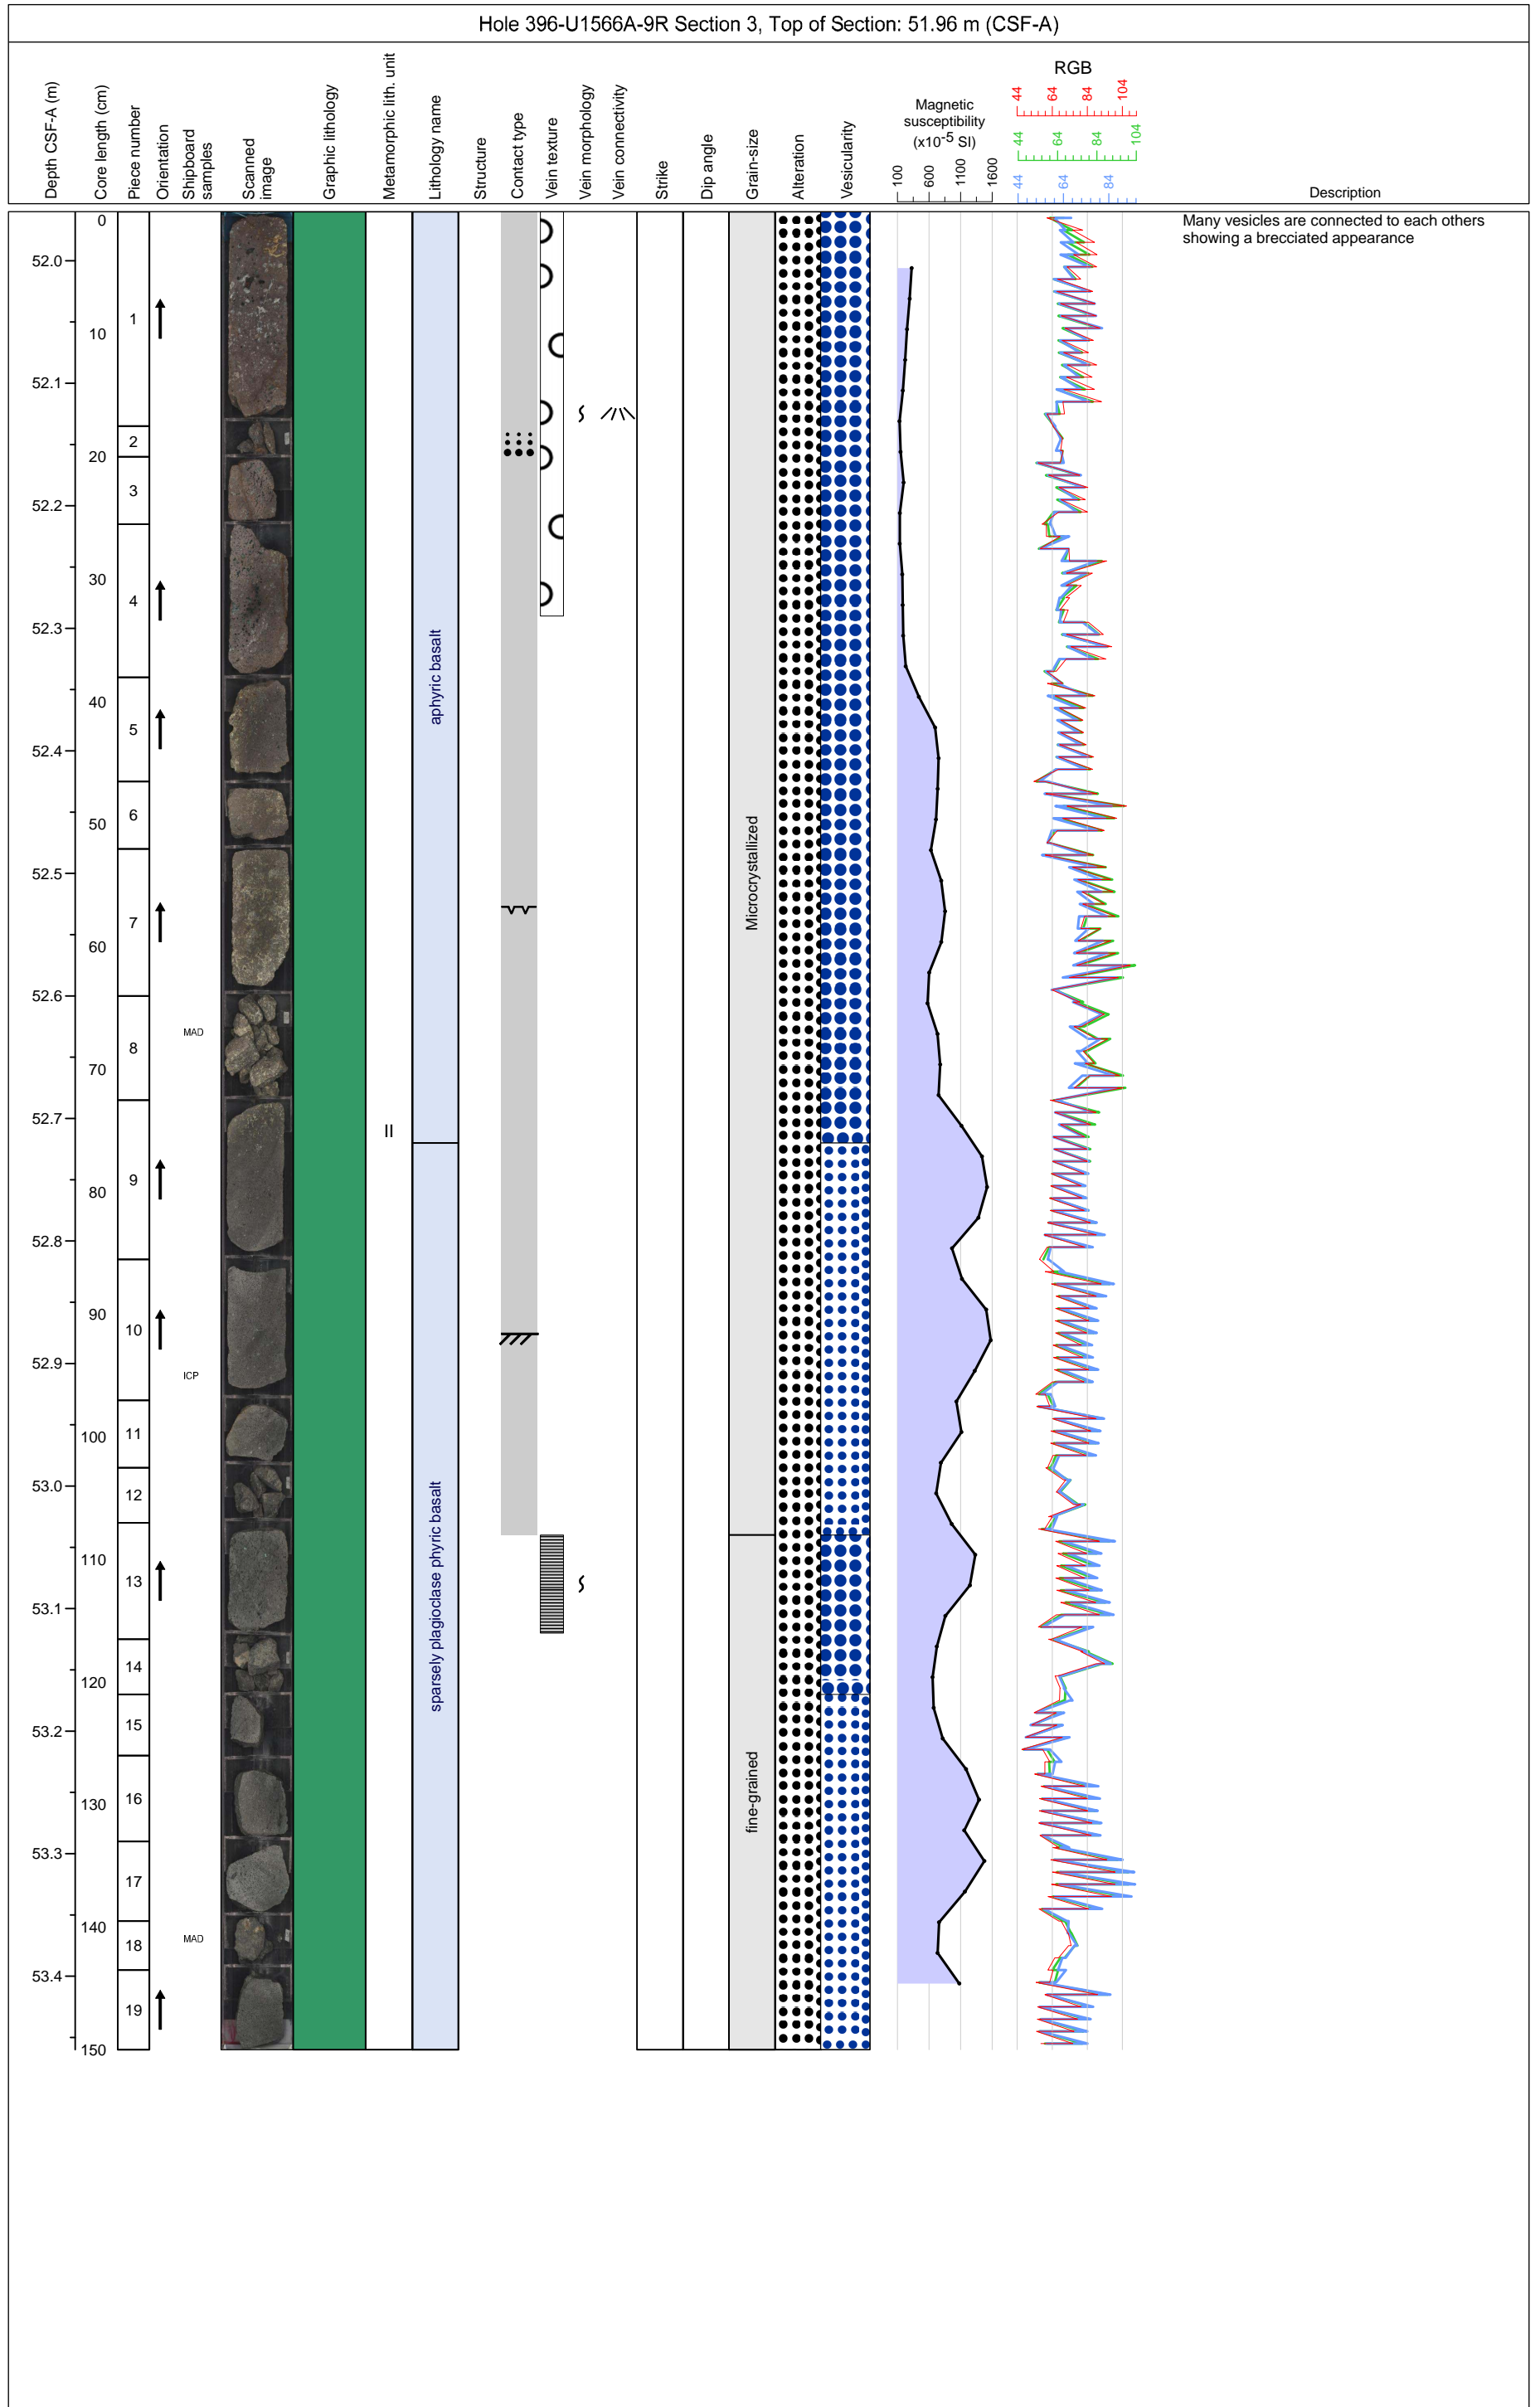 Hole 396-U1566A-9R Section 3, Top of Section: 51.96 m (CSF-A)
Depth CSF-A (m)
Core length (cm)
Piece number
Orientation
Shipboard
samples
Scanned
image
Graphic lithology
Metamorphic lith. unit
Lithology name
Structure
Contact type
Vein texture
Vein morphology
Vein connectivity
Strike
Dip angle
Grain-size
Alteration
Vesicularity
Magnetic
susceptibility
(x10-5 SI)
100 600 1100 1600
RGB
44 64 84 104
44 64 84 104
44 64 84
Description
Many vesicles are connected to each others
showing a brecciated appearance
0
52.0
1
10
52.1
2
20
3
52.2
30
4
52.3
aphyric basalt
40
5
52.4
6
50
Microcrystallized
52.5
7
60
52.6
MAD
8
70
52.7
II
9
80
52.8
90
10
52.9
ICP
11
100
12
53.0
110
13
53.1
sparsely plagioclase phyric basalt
14
120
15
53.2
fine-grained
16
130
53.3
17
140
MAD
18
53.4
19
150